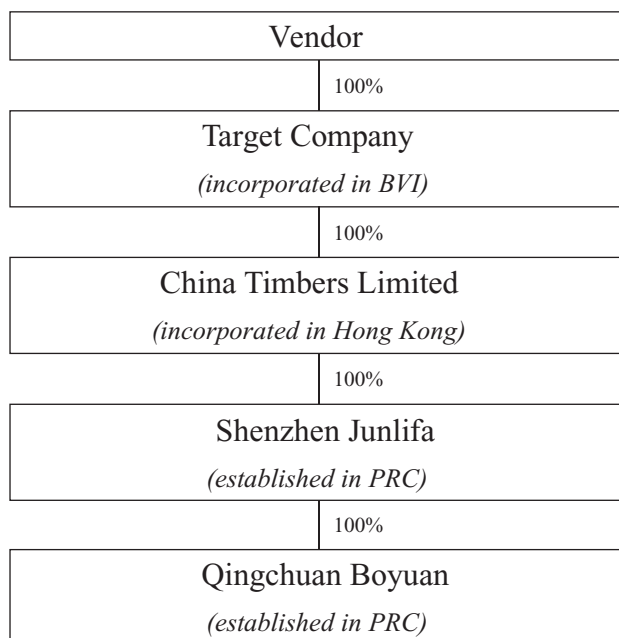 Vendor
100%
Target Company
(incorporated in BVI)
100%
China Timbers Limited
(incorporated in Hong Kong)
100%
Shenzhen Junlifa
(established in PRC)
100%
Qingchuan Boyuan
(established in PRC)